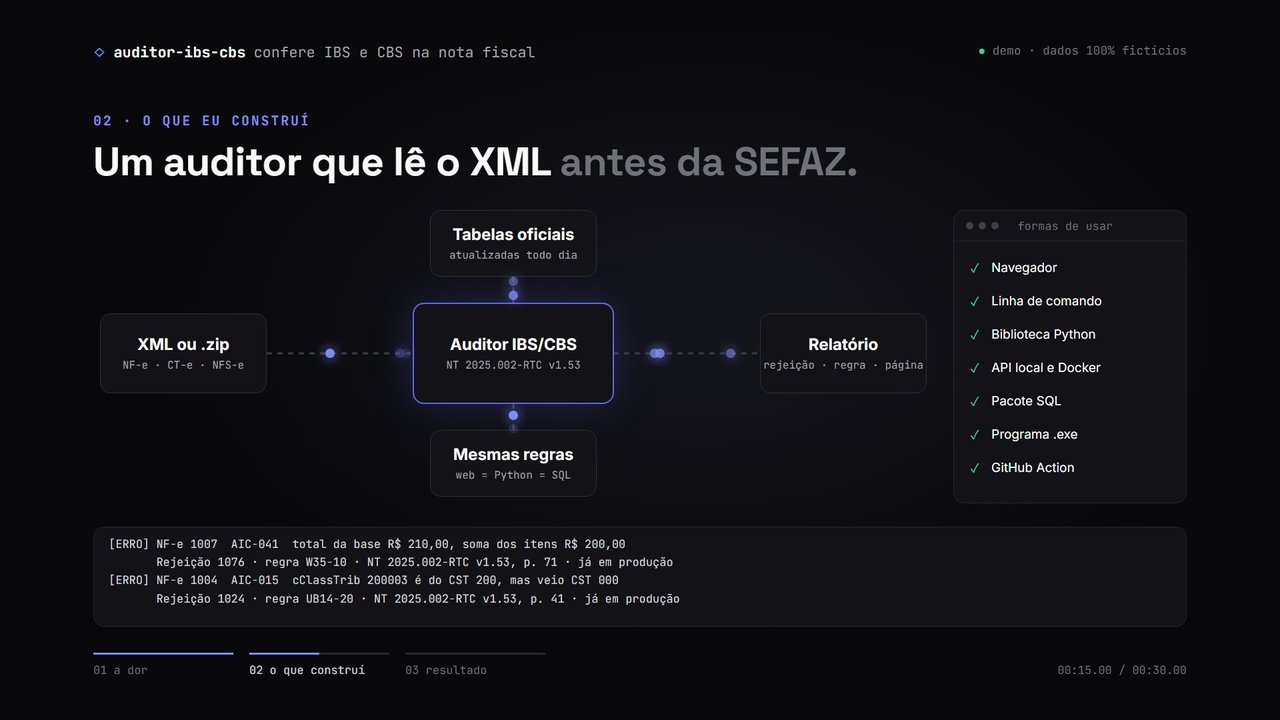 auditor-ibs-cbs confere IBS e CBS na nota fiscal
demo · dados 100% fictícios
02 · O QUE EU CONSTRUÍ
Um auditor que lê o XML antes da SEFAZ.
Tabelas oficiais
atualizadas todo dia
XML ou .zip
NF-e · CT-e · NFS-e
Auditor IBS/CBS
NT 2025.002-RTC v1.53
Relatório
rejeição · regra · página
Mesmas regras
web = Python = SQL
formas de usar
✓ Navegador
✓ Linha de comando
✓ Biblioteca Python
✓ API local e Docker
✓ Pacote SQL
✓ Programa .exe
✓ GitHub Action
[ERRO] NF-e 1007 AIC-041 total da base R$ 210,00, soma dos itens R$ 200,00
Rejeição 1076 · regra W35-10 · NT 2025.002-RTC v1.53, p. 71 · já em produção
[ERRO] NF-e 1004 AIC-015 cClassTrib 200003 é do CST 200, mas veio CST 000
Rejeição 1024 · regra UB14-20 · NT 2025.002-RTC v1.53, p. 41 · já em produção
01 a dor
02 o que construí
03 resultado
00:15.00 / 00:30.00